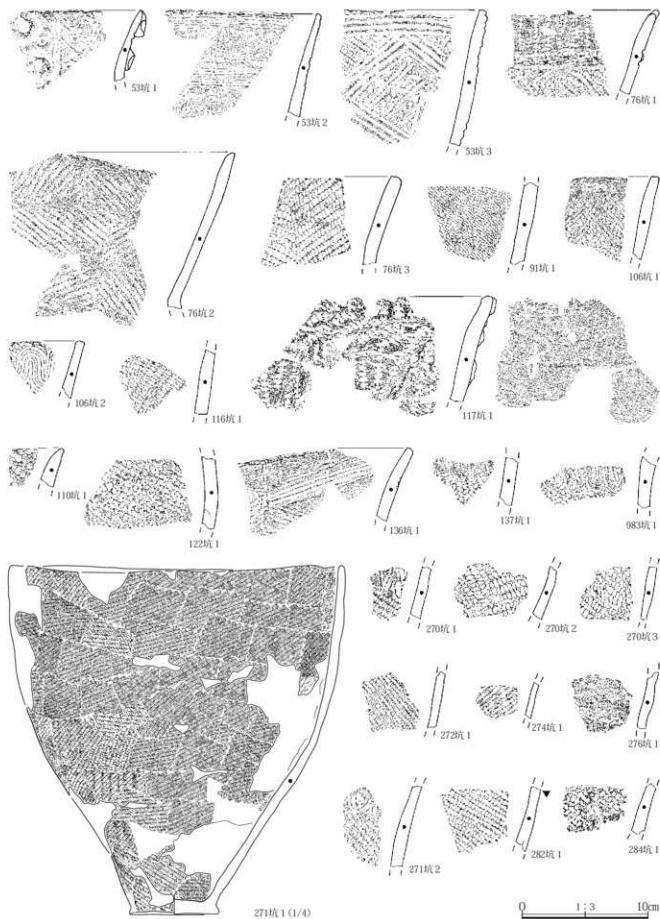 53坑 1
53坑 2
53坑 3
76坑 1
76坑 2
76坑 3
91坑 1
106坑 1
106坑 2
116坑 1
117坑 1
110坑 1
122坑 1
136坑 1
137坑 1
983坑 1
270坑 1
270坑 2
270坑 3
272坑 1
274坑 1
276坑 1
271坑 2
282坑 1
284坑 1
271坑 1 (1/4)
0 1:3 10cm